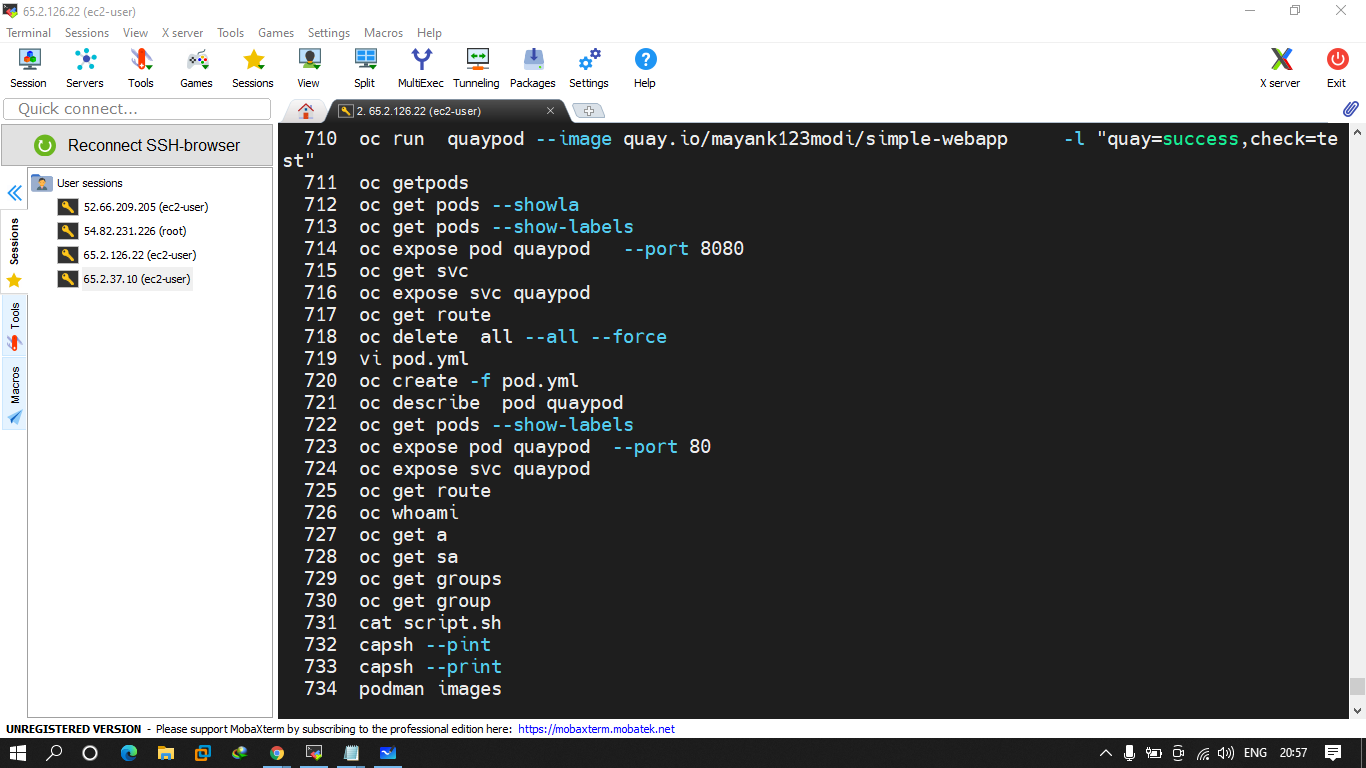 65.2.126.22 (ec2-user)
Terminal Sessions View X server Tools Games Settings Macros Help
Session Servers Tools Games Sessions View Split MultiExec Tunneling Packages Settings Help X server Exit
Quick connect...
2. 65.2.126.22 (ec2-user)
Reconnect SSH-browser
User sessions
52.66.209.205 (ec2-user)
54.82.231.226 (root)
65.2.126.22 (ec2-user)
65.2.37.10 (ec2-user)
Sessions
Tools
Macros
710 oc run quaypod --image quay.io/mayank123modi/simple-webapp -l "quay=success,check=te
st"
711 oc getpods
712 oc get pods --showla
713 oc get pods --show-labels
714 oc expose pod quaypod --port 8080
715 oc get svc
716 oc expose svc quaypod
717 oc get route
718 oc delete all --all --force
719 vi pod.yml
720 oc create -f pod.yml
721 oc describe pod quaypod
722 oc get pods --show-labels
723 oc expose pod quaypod --port 80
724 oc expose svc quaypod
725 oc get route
726 oc whoami
727 oc get a
728 oc get sa
729 oc get groups
730 oc get group
731 cat script.sh
732 capsh --pint
733 capsh --print
734 podman images
UNREGISTERED VERSION - Please support MobaXterm by subscribing to the professional edition here: https://mobaxterm.mobatek.net
ENG 20:57